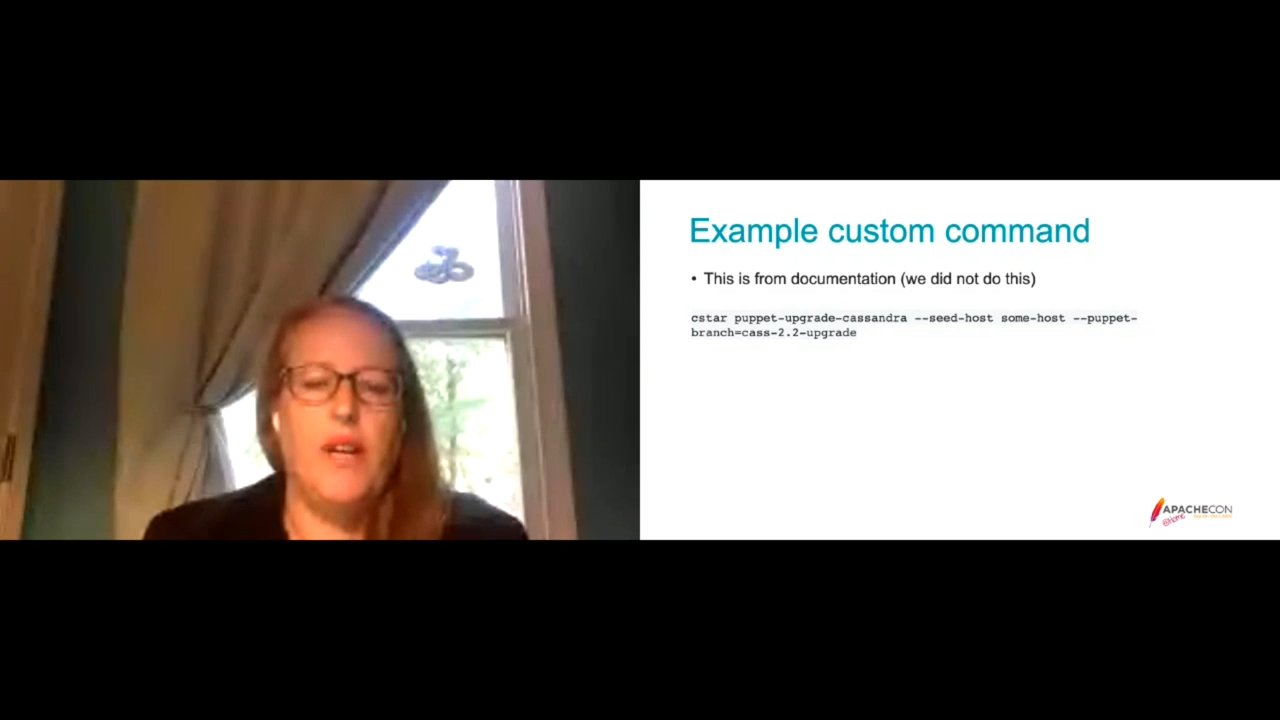 Example custom command
• This is from documentation (we did not do this)
cstar puppet-upgrade-cassandra --seed-host some-host --puppet-
branch=cass-2.2-upgrade
APACHECON
@Home